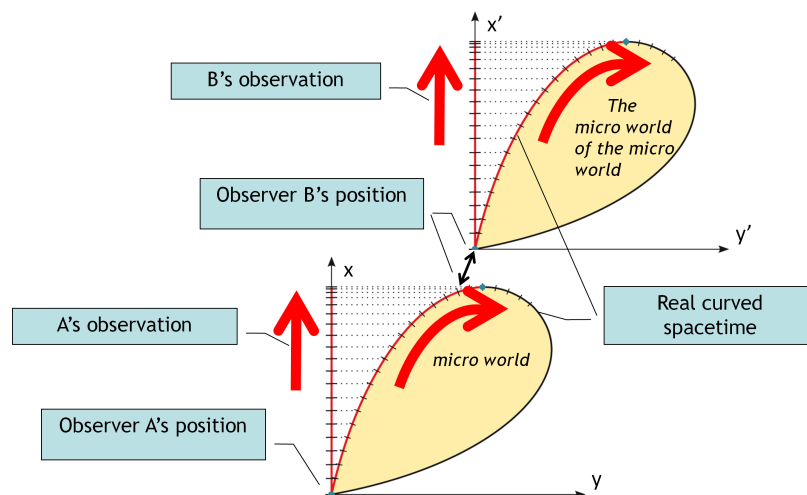 x’
B’s observation
The
micro world
of the micro
world
Observer B’s position
y’
x
A’s observation
Real curved
spacetime
micro world
Observer A’s position
y